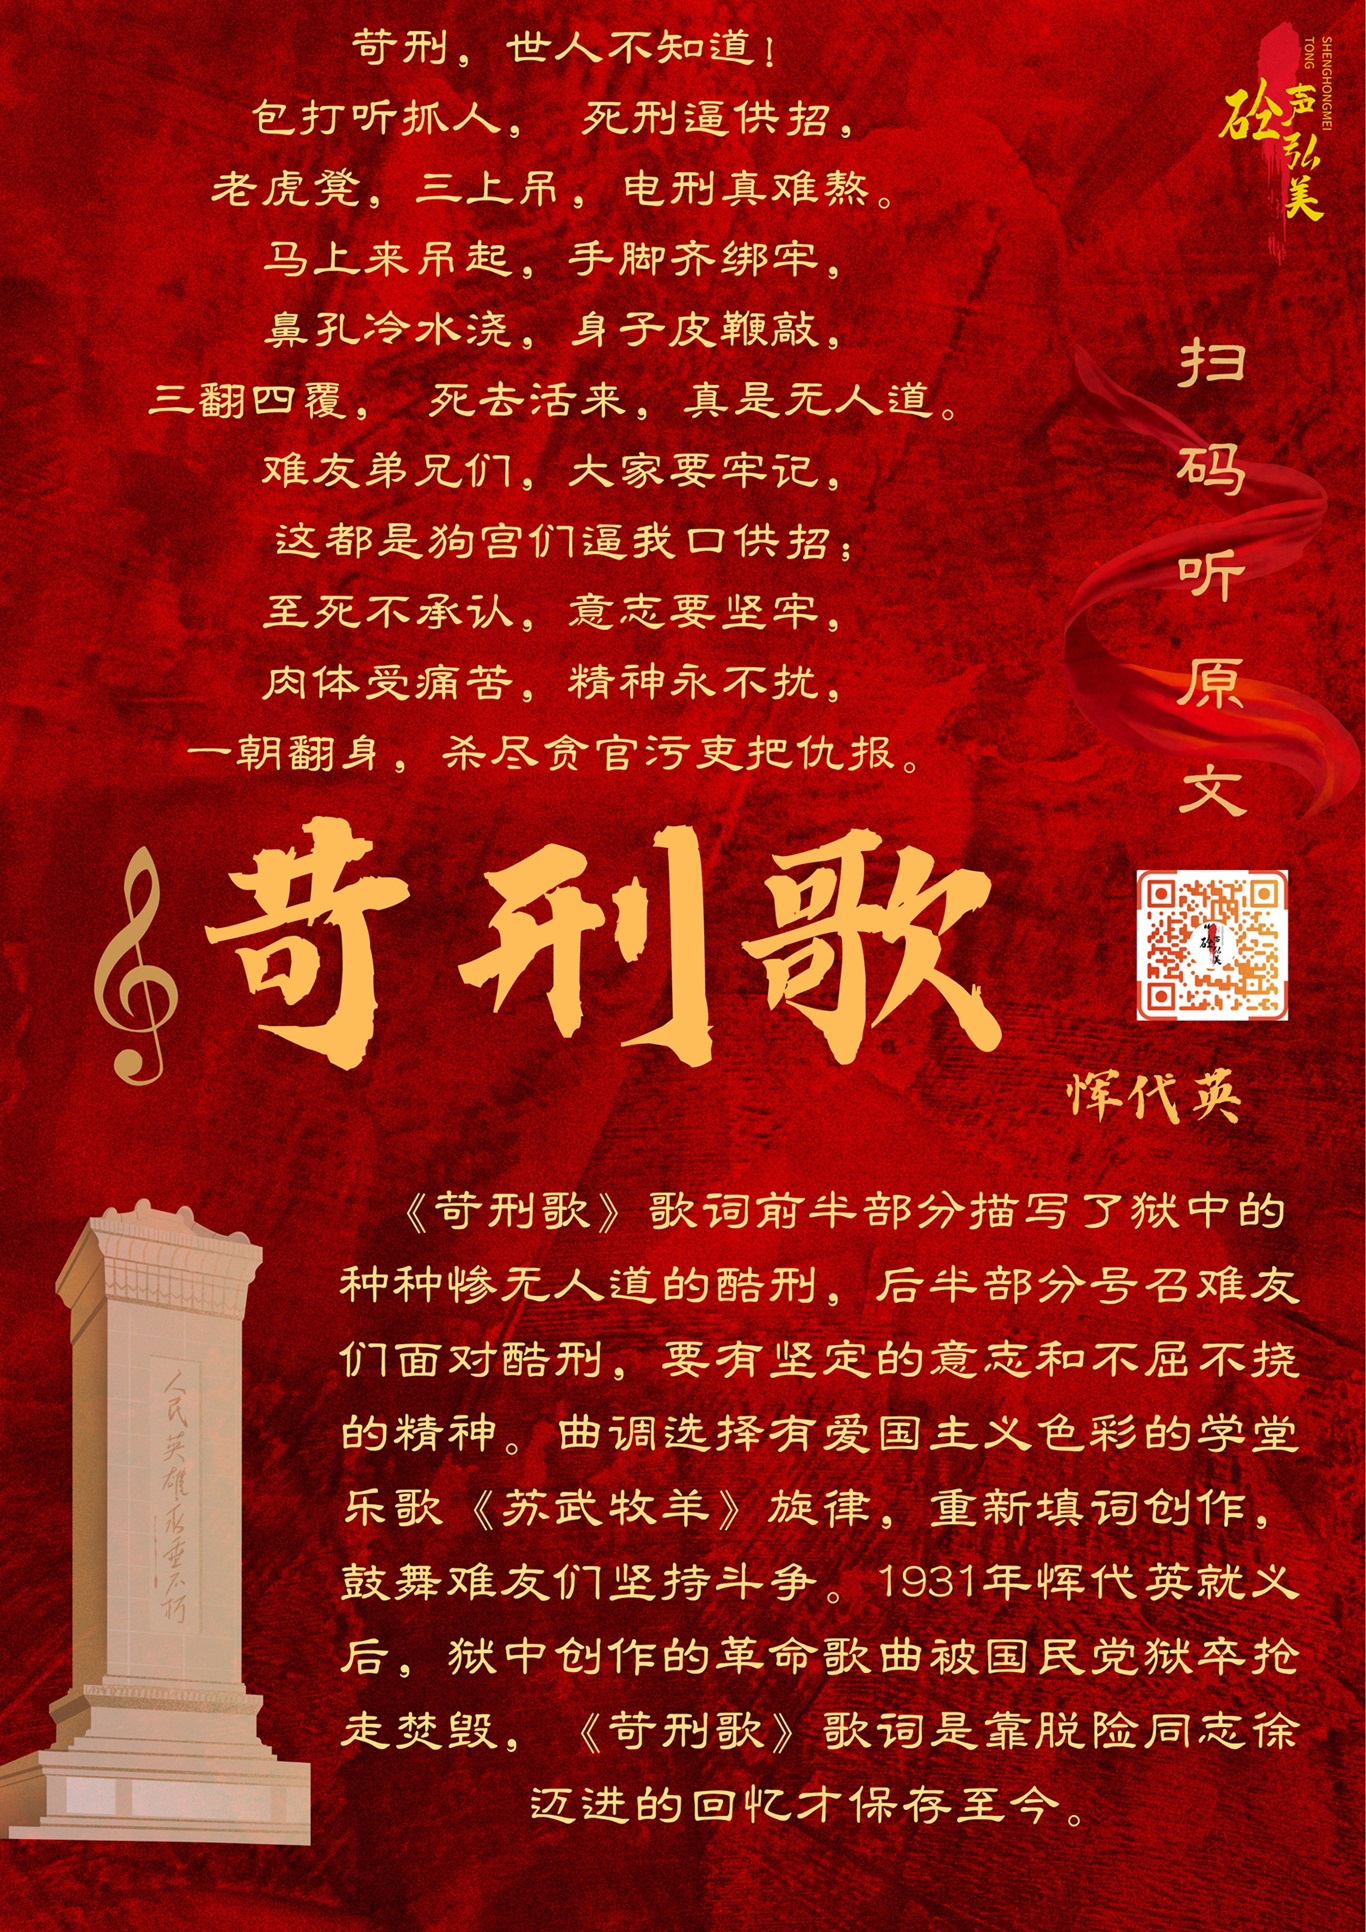 苛刑，世人不知道！
包打听抓人， 死刑逼供招，
老虎凳，三上吊，电刑真难熬。
马上来吊起，手脚齐绑牢，
鼻孔冷水浇，身子皮鞭敲，
三翻四覆， 死去活来，真是无人道。
难友弟兄们，大家要牢记，
这都是狗官们逼我口供招；
至死不承认，意志要坚牢，
肉体受痛苦，精神永不扰，
一朝翻身，杀尽贪官污吏把仇报。
砼声弘美
TONG
SHENGHONGMEI
扫码听原文
苛刑歌
砼声弘美
恽代英
《苛刑歌》歌词前半部分描写了狱中的
种种惨无人道的酷刑，后半部分号召难友
们面对酷刑，要有坚定的意志和不屈不挠
的精神。曲调选择有爱国主义色彩的学堂
乐歌《苏武牧羊》旋律，重新填词创作，
鼓舞难友们坚持斗争。1931年恽代英就义
后，狱中创作的革命歌曲被国民党狱卒抢
走焚毁，《苛刑歌》歌词是靠脱险同志徐
迈进的回忆才保存至今。
人民英雄永垂不朽